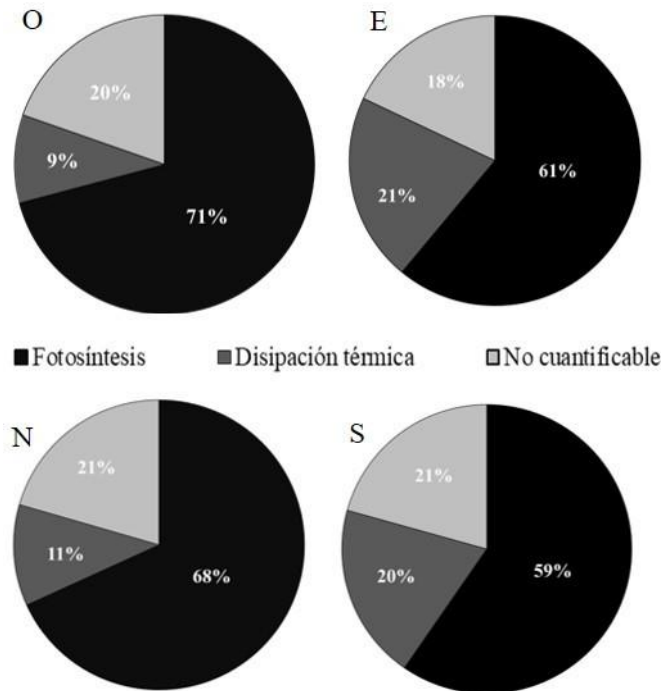 O
E
20%
18%
9%
61%
21%
71%
Fotosíntesis Disipación térmica No cuantificable
N
S
21%
21%
11%
68%
20%
59%